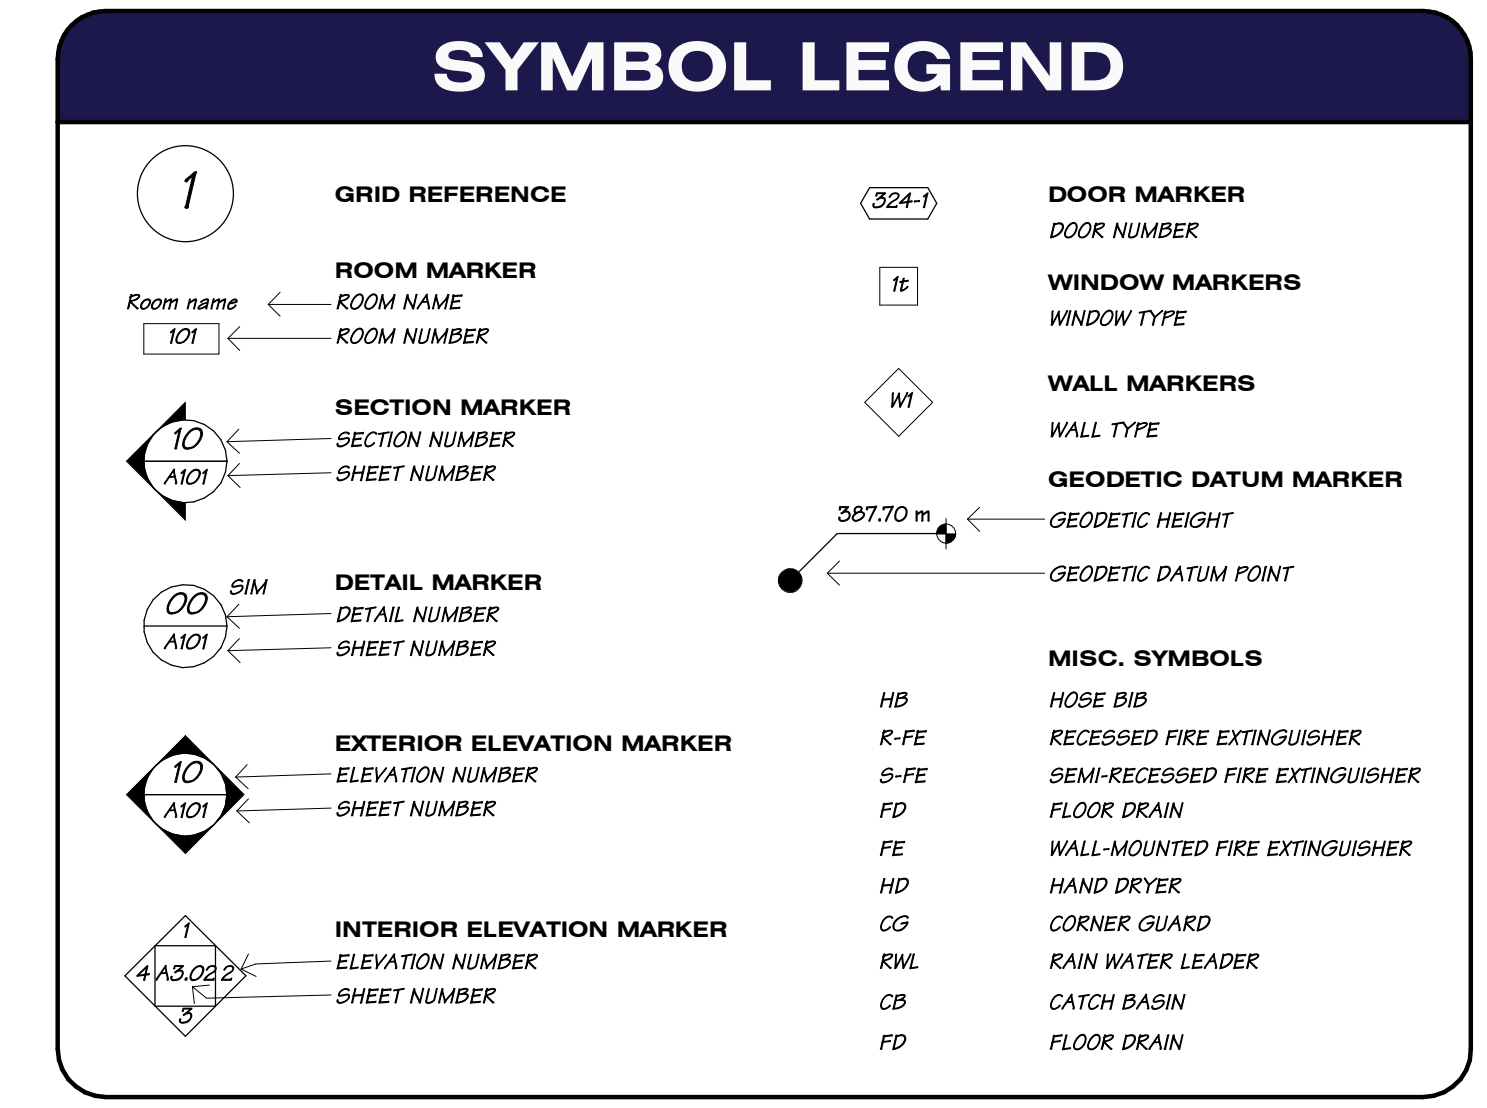 SYMBOL LEGEND
1
GRID REFERENCE
ROOM MARKER
Room name
ROOM NAME
101
ROOM NUMBER
SECTION MARKER
10
SECTION NUMBER
A101
SHEET NUMBER
DETAIL MARKER
SIM
00
DETAIL NUMBER
A101
SHEET NUMBER
EXTERIOR ELEVATION MARKER
10
ELEVATION NUMBER
A101
SHEET NUMBER
INTERIOR ELEVATION MARKER
1
ELEVATION NUMBER
4 A3.02 2
SHEET NUMBER
3
324-1
DOOR MARKER
DOOR NUMBER
1t
WINDOW MARKERS
WINDOW TYPE
W1
WALL MARKERS
WALL TYPE
GEODETIC DATUM MARKER
387.70 m
GEODETIC HEIGHT
GEODETIC DATUM POINT
MISC. SYMBOLS
HB HOSE BIB
R-FE RECESSED FIRE EXTINGUISHER
S-FE SEMI-RECESSED FIRE EXTINGUISHER
FD FLOOR DRAIN
FE WALL-MOUNTED FIRE EXTINGUISHER
HD HAND DRYER
CG CORNER GUARD
RWL RAIN WATER LEADER
CB CATCH BASIN
FD FLOOR DRAIN